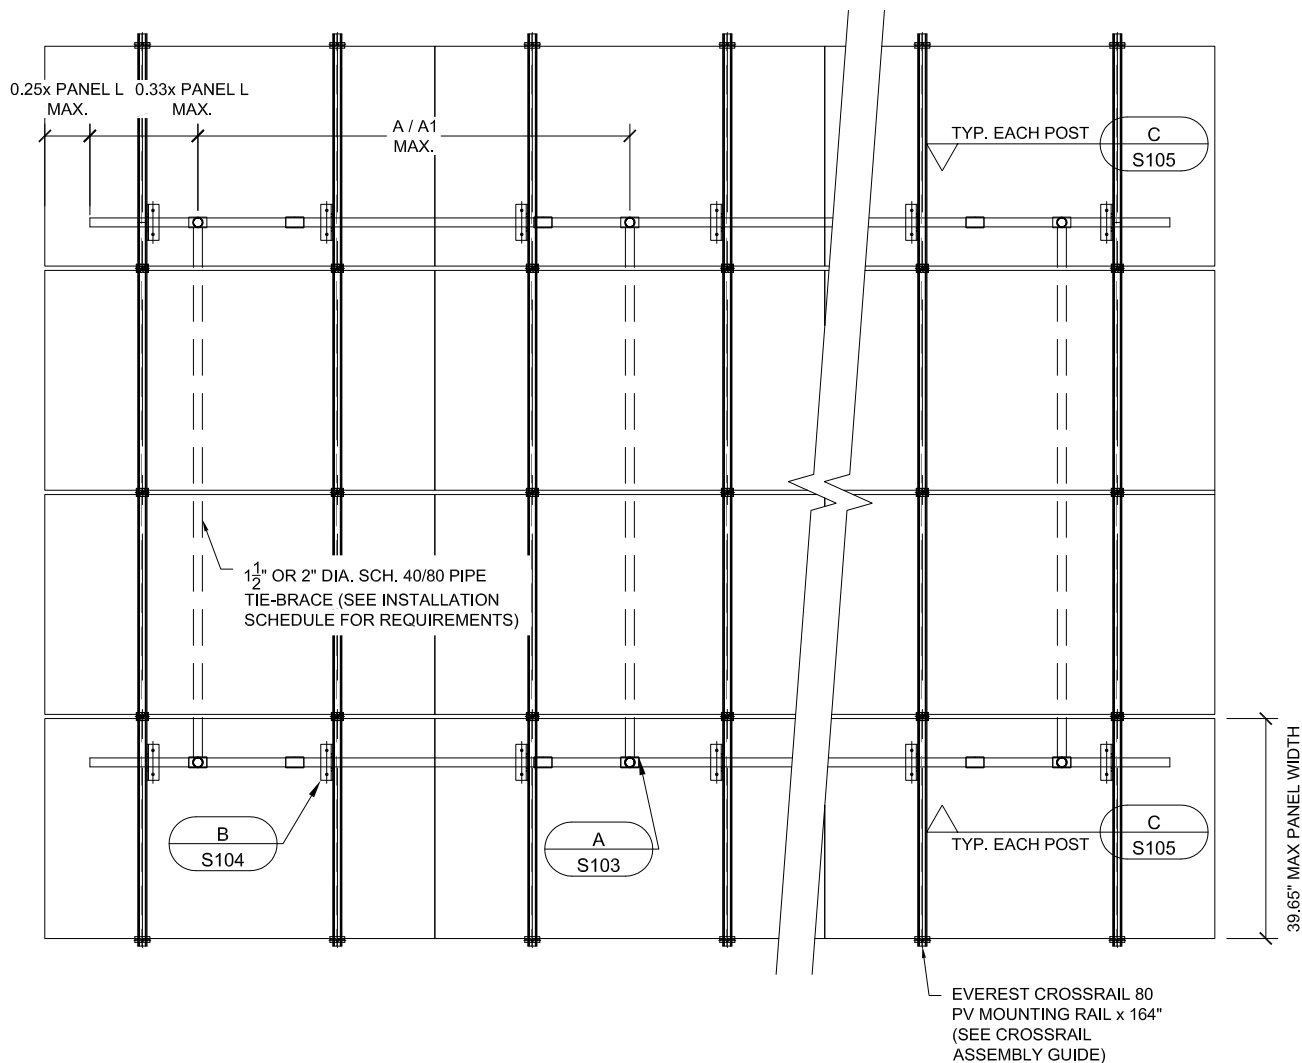 0.25x PANEL L
MAX.
0.33x PANEL L
MAX.
A / A1
MAX.
TYP. EACH POST
C
S105
1 1/2" OR 2" DIA. SCH. 40/80 PIPE
TIE-BRACE (SEE INSTALLATION
SCHEDULE FOR REQUIREMENTS)
B
S104
A
S103
TYP. EACH POST
C
S105
39.65" MAX PANEL WIDTH
EVEREST CROSSRAIL 80
PV MOUNTING RAIL x 164"
(SEE CROSSRAIL
ASSEMBLY GUIDE)